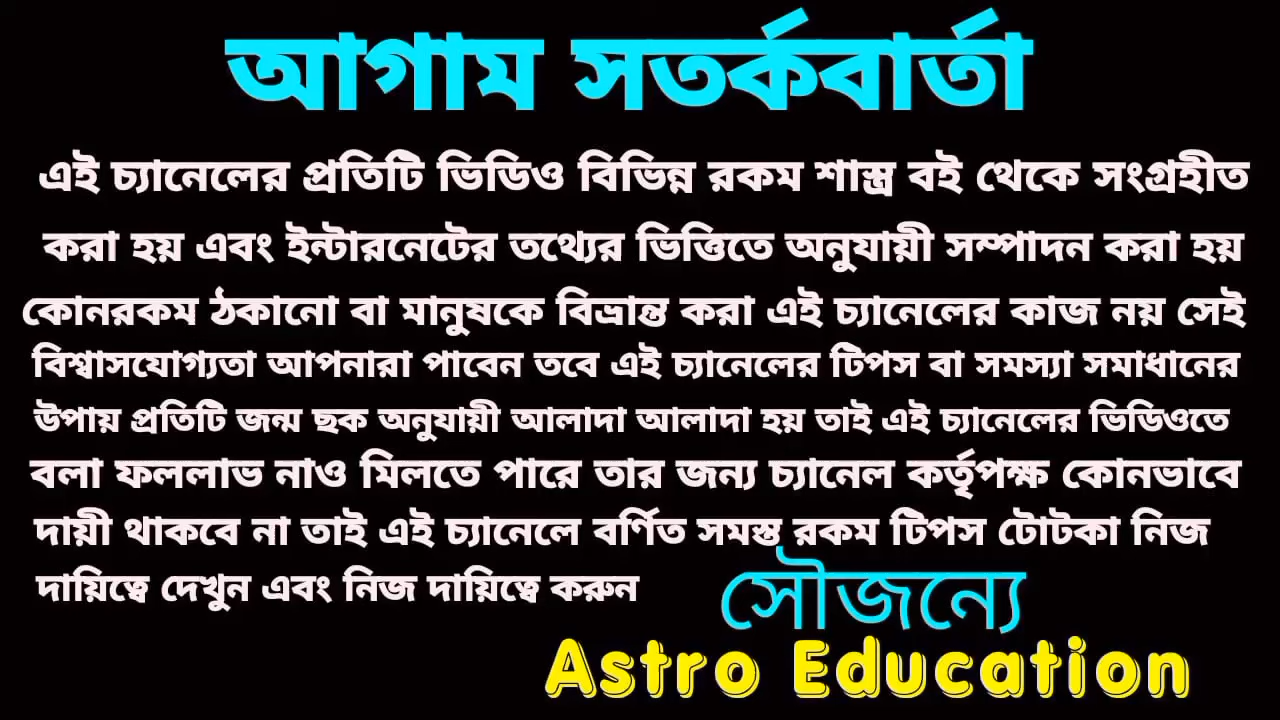 আগাম সতর্কবার্তা
এই চ্যানেলের প্রতিটি ভিডিও বিভিন্ন রকম শাস্ত্র বই থেকে সংগ্রহীত
করা হয় এবং ইন্টারনেটের তথ্যের ভিত্তিতে অনুযায়ী সম্পাদন করা হয়
কোনরকম ঠকানো বা মানুষকে বিভ্রান্ত করা এই চ্যানেলের কাজ নয় সেই
বিশ্বাসযোগ্যতা আপনারা পাবেন তবে এই চ্যানেলের টিপস বা সমস্যা সমাধানের
উপায় প্রতিটি জন্ম ছক অনুযায়ী আলাদা আলাদা হয় তাই এই চ্যানেলের ভিডিওতে
বলা ফললাভ নাও মিলতে পারে তার জন্য চ্যানেল কর্তৃপক্ষ কোনভাবে
দায়ী থাকবে না তাই এই চ্যানেলে বর্ণিত সমস্ত রকম টিপস টোটকা নিজ
দায়িত্বে দেখুন এবং নিজ দায়িত্বে করুন
সৌজন্যে
Astro Education